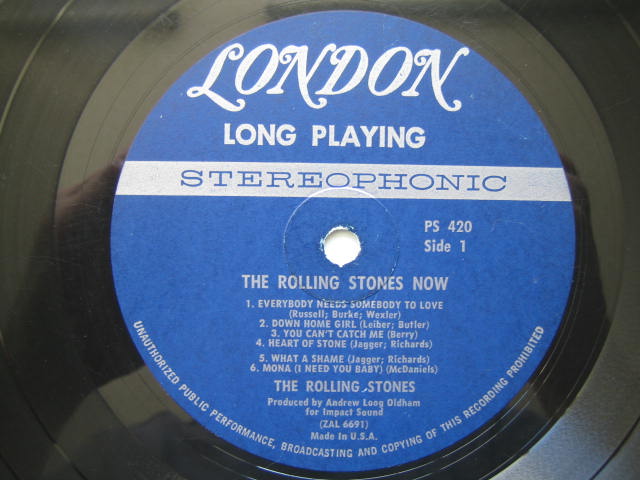 LONDON
LONG PLAYING
STEREOPHONIC
PS 420
Side 1
THE ROLLING STONES NOW
1. EVERYBODY NEEDS SOMEBODY TO LOVE
(Russell; Burke; Wexler)
2. DOWN HOME GIRL (Leiber; Butler)
3. YOU CAN'T CATCH ME (Berry)
4. HEART OF STONE (Jagger; Richards)
5. WHAT A SHAME (Jagger; Richards)
6. MONA (I NEED YOU BABY) (McDaniels)
THE ROLLING STONES
Produced by Andrew Loog Oldham
for Impact Sound
(ZAL 6691)
Made in U.S.A.
UNAUTHORIZED PUBLIC PERFORMANCE, BROADCASTING AND COPYING OF THIS RECORDING PROHIBITED